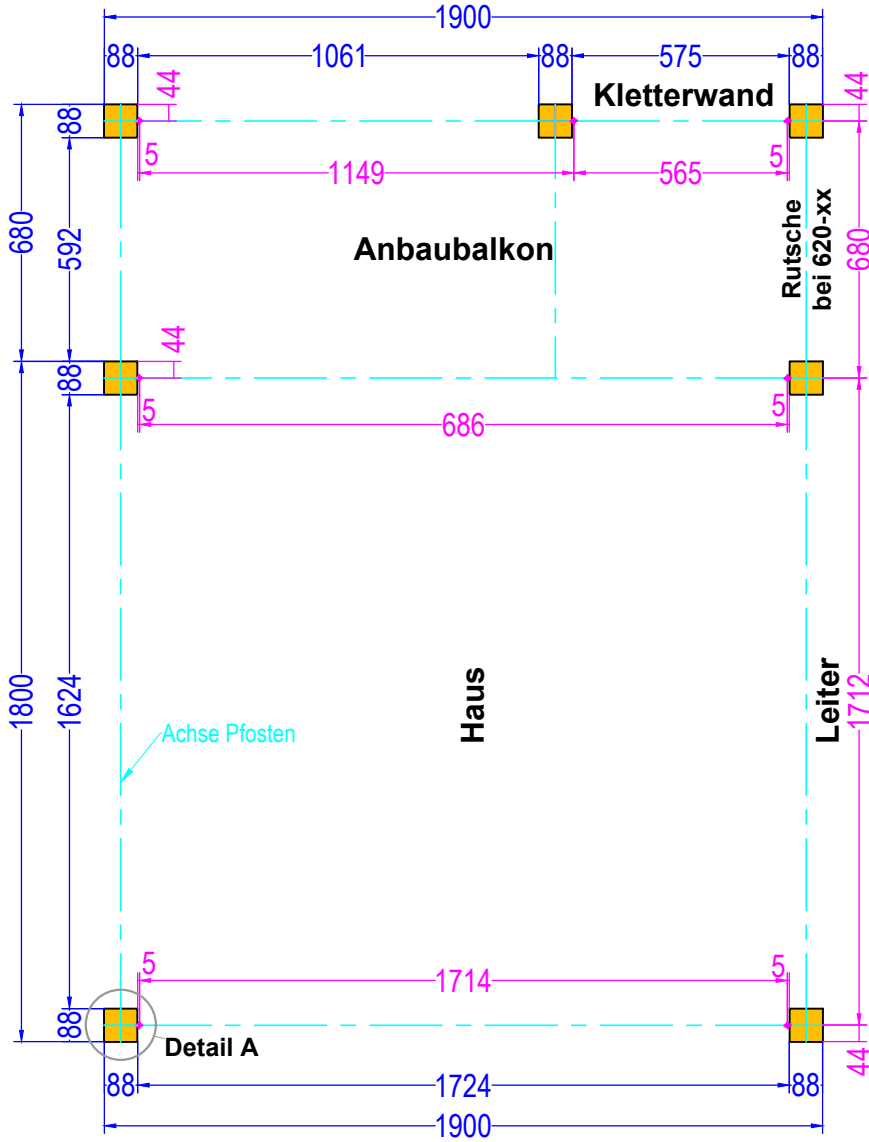 1900
88 1061 88 575 88
44 Kletterwand 44
88
5 1149 565 5
680 592 Anbaubalkon Rutsche
bei 620-xx 680
44
88
5 686 5
1800 1624 Haus Leiter 1712
Achse Pfosten
5 1714 5
88 Detail A 44
88 1724 88
1900